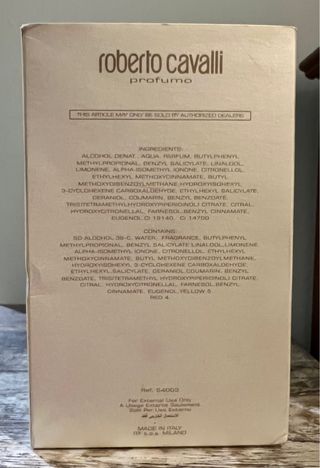 roberto cavalli
profumo
THIS ARTICLE MAY ONLY BE SOLD BY AUTHORIZED DEALERS
INGREDIENTS:
ALCOHOL DENAT., AQUA, PARFUM, BUTYLPHENYL
METHYLPROPIONAL, BENZYL SALICYLATE, LINALOOL,
LIMONENE, ALPHA-ISOMETHYL IONONE, CITRONELLOL,
ETHYLHEXYL METHOXYCINNAMATE, BUTYL
METHOXYDIBENZOYLMETHANE, HYDROXYISOHEXYL
3-CYCLOHEXENE CARBOXALDEHYDE, ETHYLHEXYL SALICYLATE,
GERANIOL, COUMARIN, BENZYL BENZOATE,
TRIS(TETRAMETHYLHYDROXYPIPERIDINOL) CITRATE, CITRAL,
HYDROXYCITRONELLAL, FARNESOL, BENZYL CINNAMATE,
EUGENOL, CI 19140, CI 14700
CONTAINS:
SD ALCOHOL 39-C, WATER, FRAGRANCE, BUTYLPHENYL
METHYLPROPIONAL, BENZYL SALICYLATE, LINALOOL, LIMONENE,
ALPHA-ISOMETHYL IONONE, CITRONELLOL, ETHYLHEXYL
METHOXYCINNAMATE, BUTYL METHOXYDIBENZOYLMETHANE,
HYDROXYISOHEXYL 3-CYCLOHEXENE CARBOXALDEHYDE,
ETHYLHEXYL SALICYLATE, GERANIOL, COUMARIN, BENZYL
BENZOATE, TRIS(TETRAMETHYLHYDROXYPIPERIDINOL) CITRATE,
CITRAL, HYDROXYCITRONELLAL, FARNESOL, BENZYL
CINNAMATE, EUGENOL, YELLOW 5,
RED 4.
Ref. 54003
For External Use Only
A Usage Externe Seulement
Solo Per Uso Esterno
للاستعمال الخارجي فقط
MADE IN ITALY
ITF s.p.a. MILANO